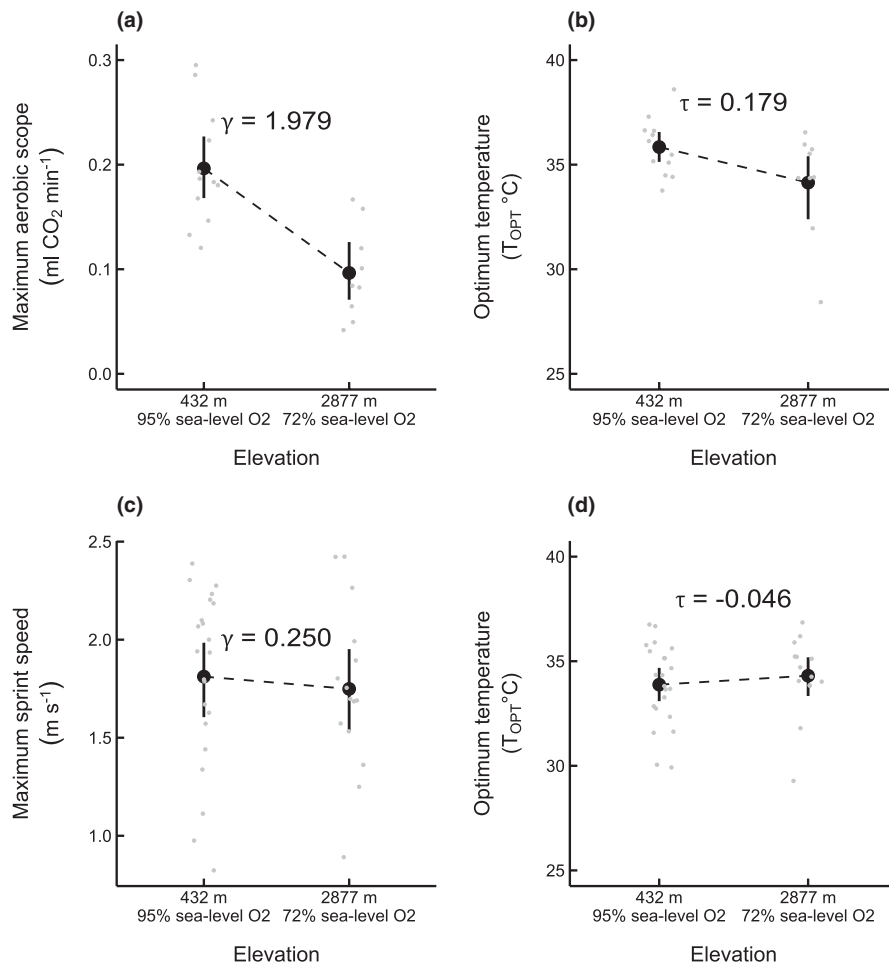 (a)
Maximum aerobic scope
(ml CO₂ min⁻¹)
0.3
0.2
0.1
0.0
γ = 1.979
432 m
95% sea-level O2
2877 m
72% sea-level O2
Elevation
(b)
Optimum temperature
(T_OPT °C)
40
35
30
25
τ = 0.179
432 m
95% sea-level O2
2877 m
72% sea-level O2
Elevation
(c)
Maximum sprint speed
(m s⁻¹)
2.5
2.0
1.5
1.0
γ = 0.250
432 m
95% sea-level O2
2877 m
72% sea-level O2
Elevation
(d)
Optimum temperature
(T_OPT°C)
40
35
30
25
τ = -0.046
432 m
95% sea-level O2
2877 m
72% sea-level O2
Elevation